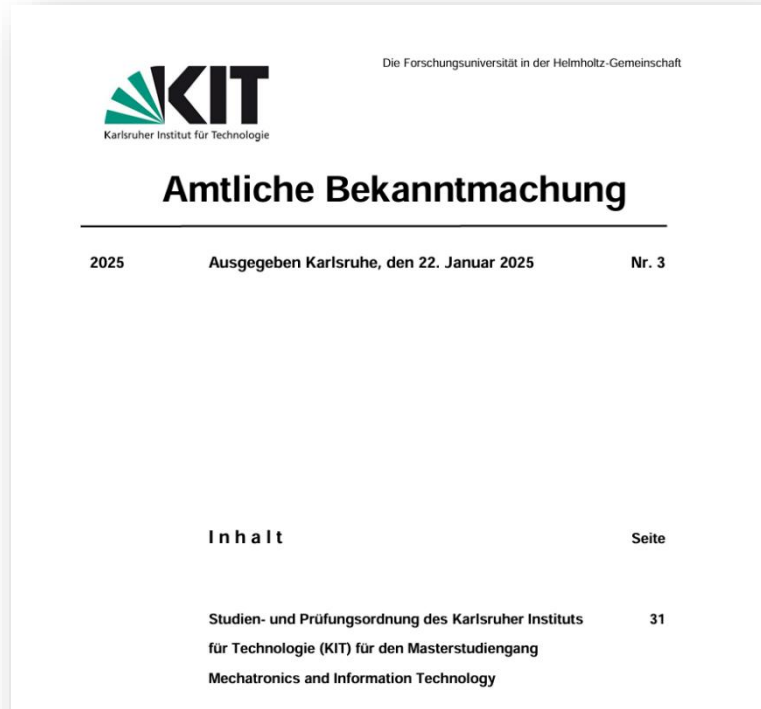 Die Forschungsuniversität in der Helmholtz-Gemeinschaft
KIT
Karlsruher Institut für Technologie
Amtliche Bekanntmachung
2025 Ausgegeben Karlsruhe, den 22. Januar 2025 Nr. 3
Inhalt Seite
Studien- und Prüfungsordnung des Karlsruher Instituts 31
für Technologie (KIT) für den Masterstudiengang
Mechatronics and Information Technology